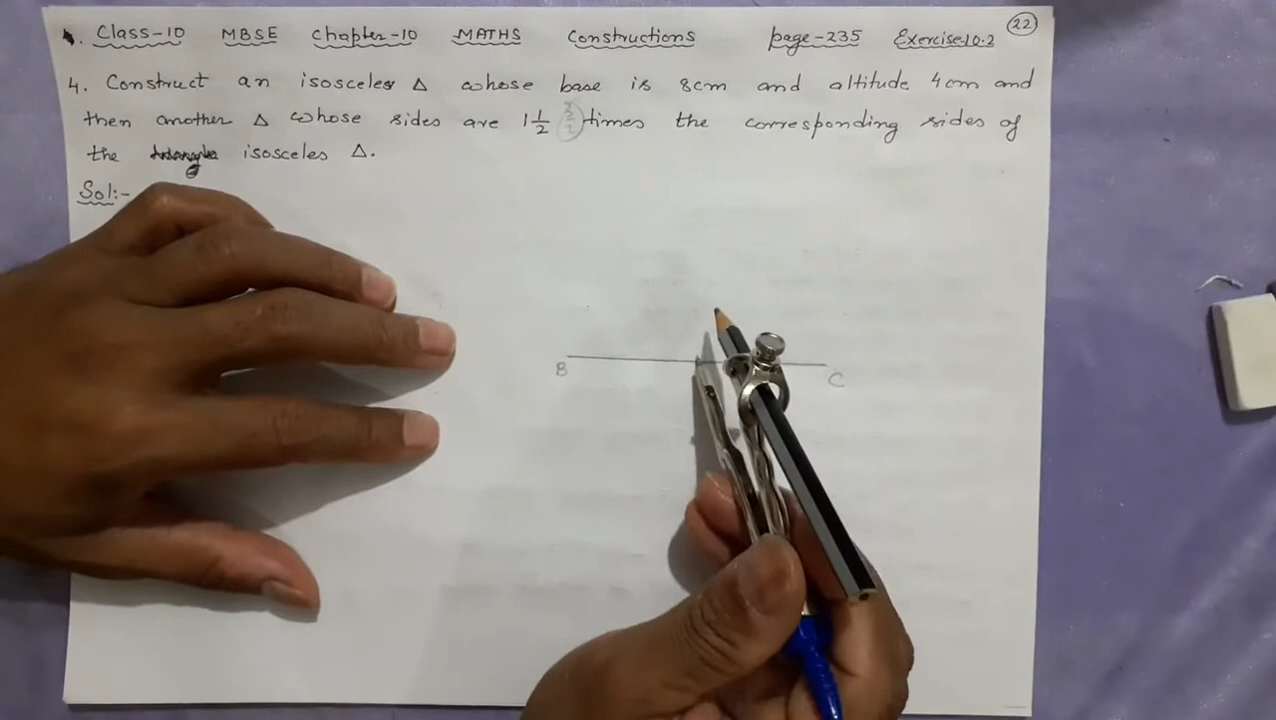 Class-10 MBSE Chapter-10 MATHS Constructions page-235 Exercise-10.2 22
4. Construct an isosceles Δ whose base is 8cm and altitude 4cm and
then another Δ whose sides are 1 1/2 times the corresponding sides of
the isosceles Δ.
Sol:-
B
C